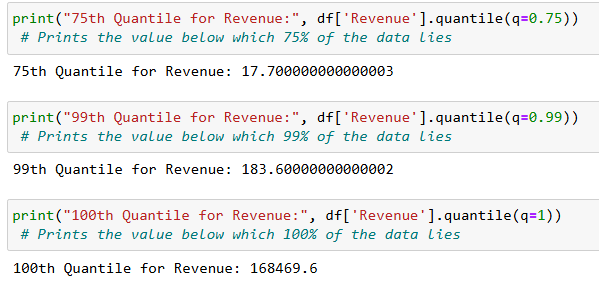 print("75th Quantile for Revenue:", df['Revenue'].quantile(q=0.75))
# Prints the value below which 75% of the data lies
75th Quantile for Revenue: 17.700000000000003
print("99th Quantile for Revenue:", df['Revenue'].quantile(q=0.99))
# Prints the value below which 99% of the data lies
99th Quantile for Revenue: 183.60000000000002
print("100th Quantile for Revenue:", df['Revenue'].quantile(q=1))
# Prints the value below which 100% of the data lies
100th Quantile for Revenue: 168469.6